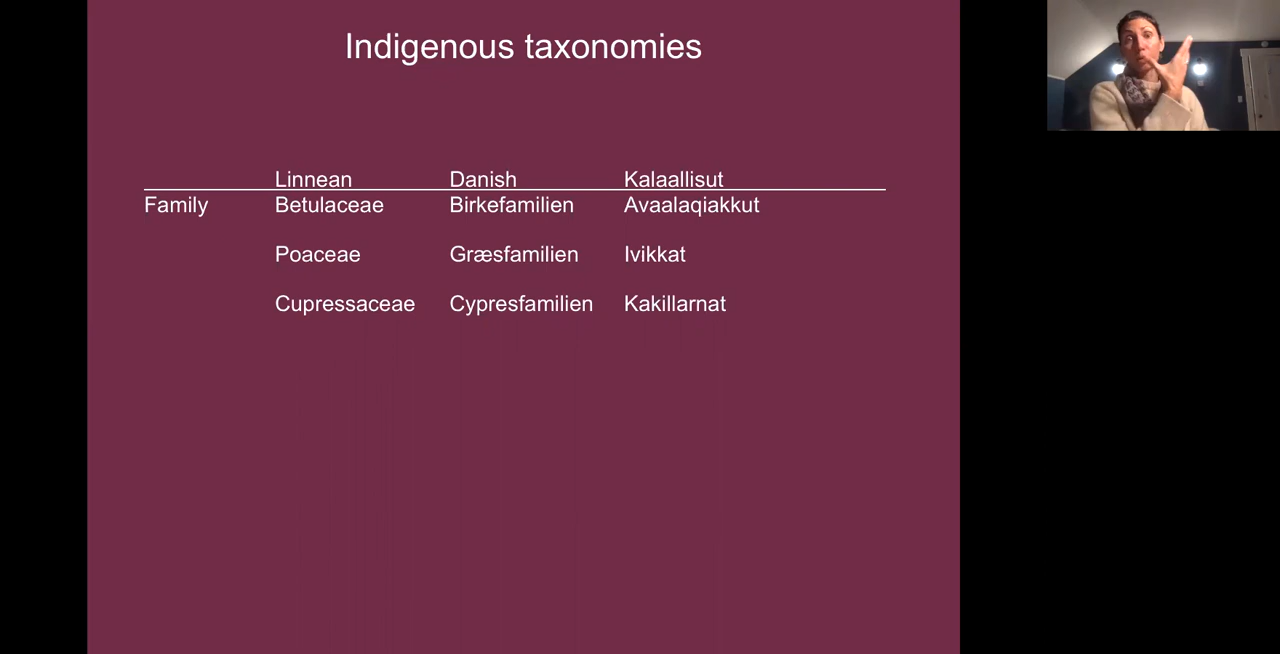 Indigenous taxonomies
Linnean Danish Kalaallisut
Family Betulaceae Birkefamilien Avaalaqiakkut
Poaceae Græsfamilien Ivikkat
Cupressaceae Cypresfamilien Kakillarnat